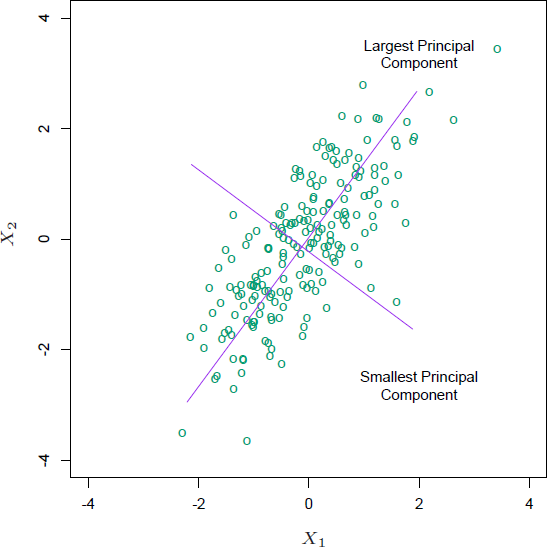 4
2
0
-2
-4
X2
Largest Principal
Component
Smallest Principal
Component
-4
-2
0
2
4
X1